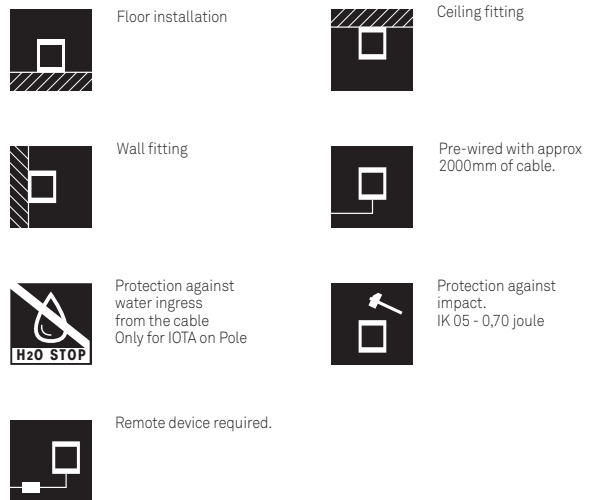 Floor installation
Ceiling fitting
Wall fitting
Pre-wired with approx
2000mm of cable.
Protection against
water ingress
from the cable
Only for IOTA on Pole
H2O STOP
Protection against
impact.
IK 05 - 0,70 joule
Remote device required.